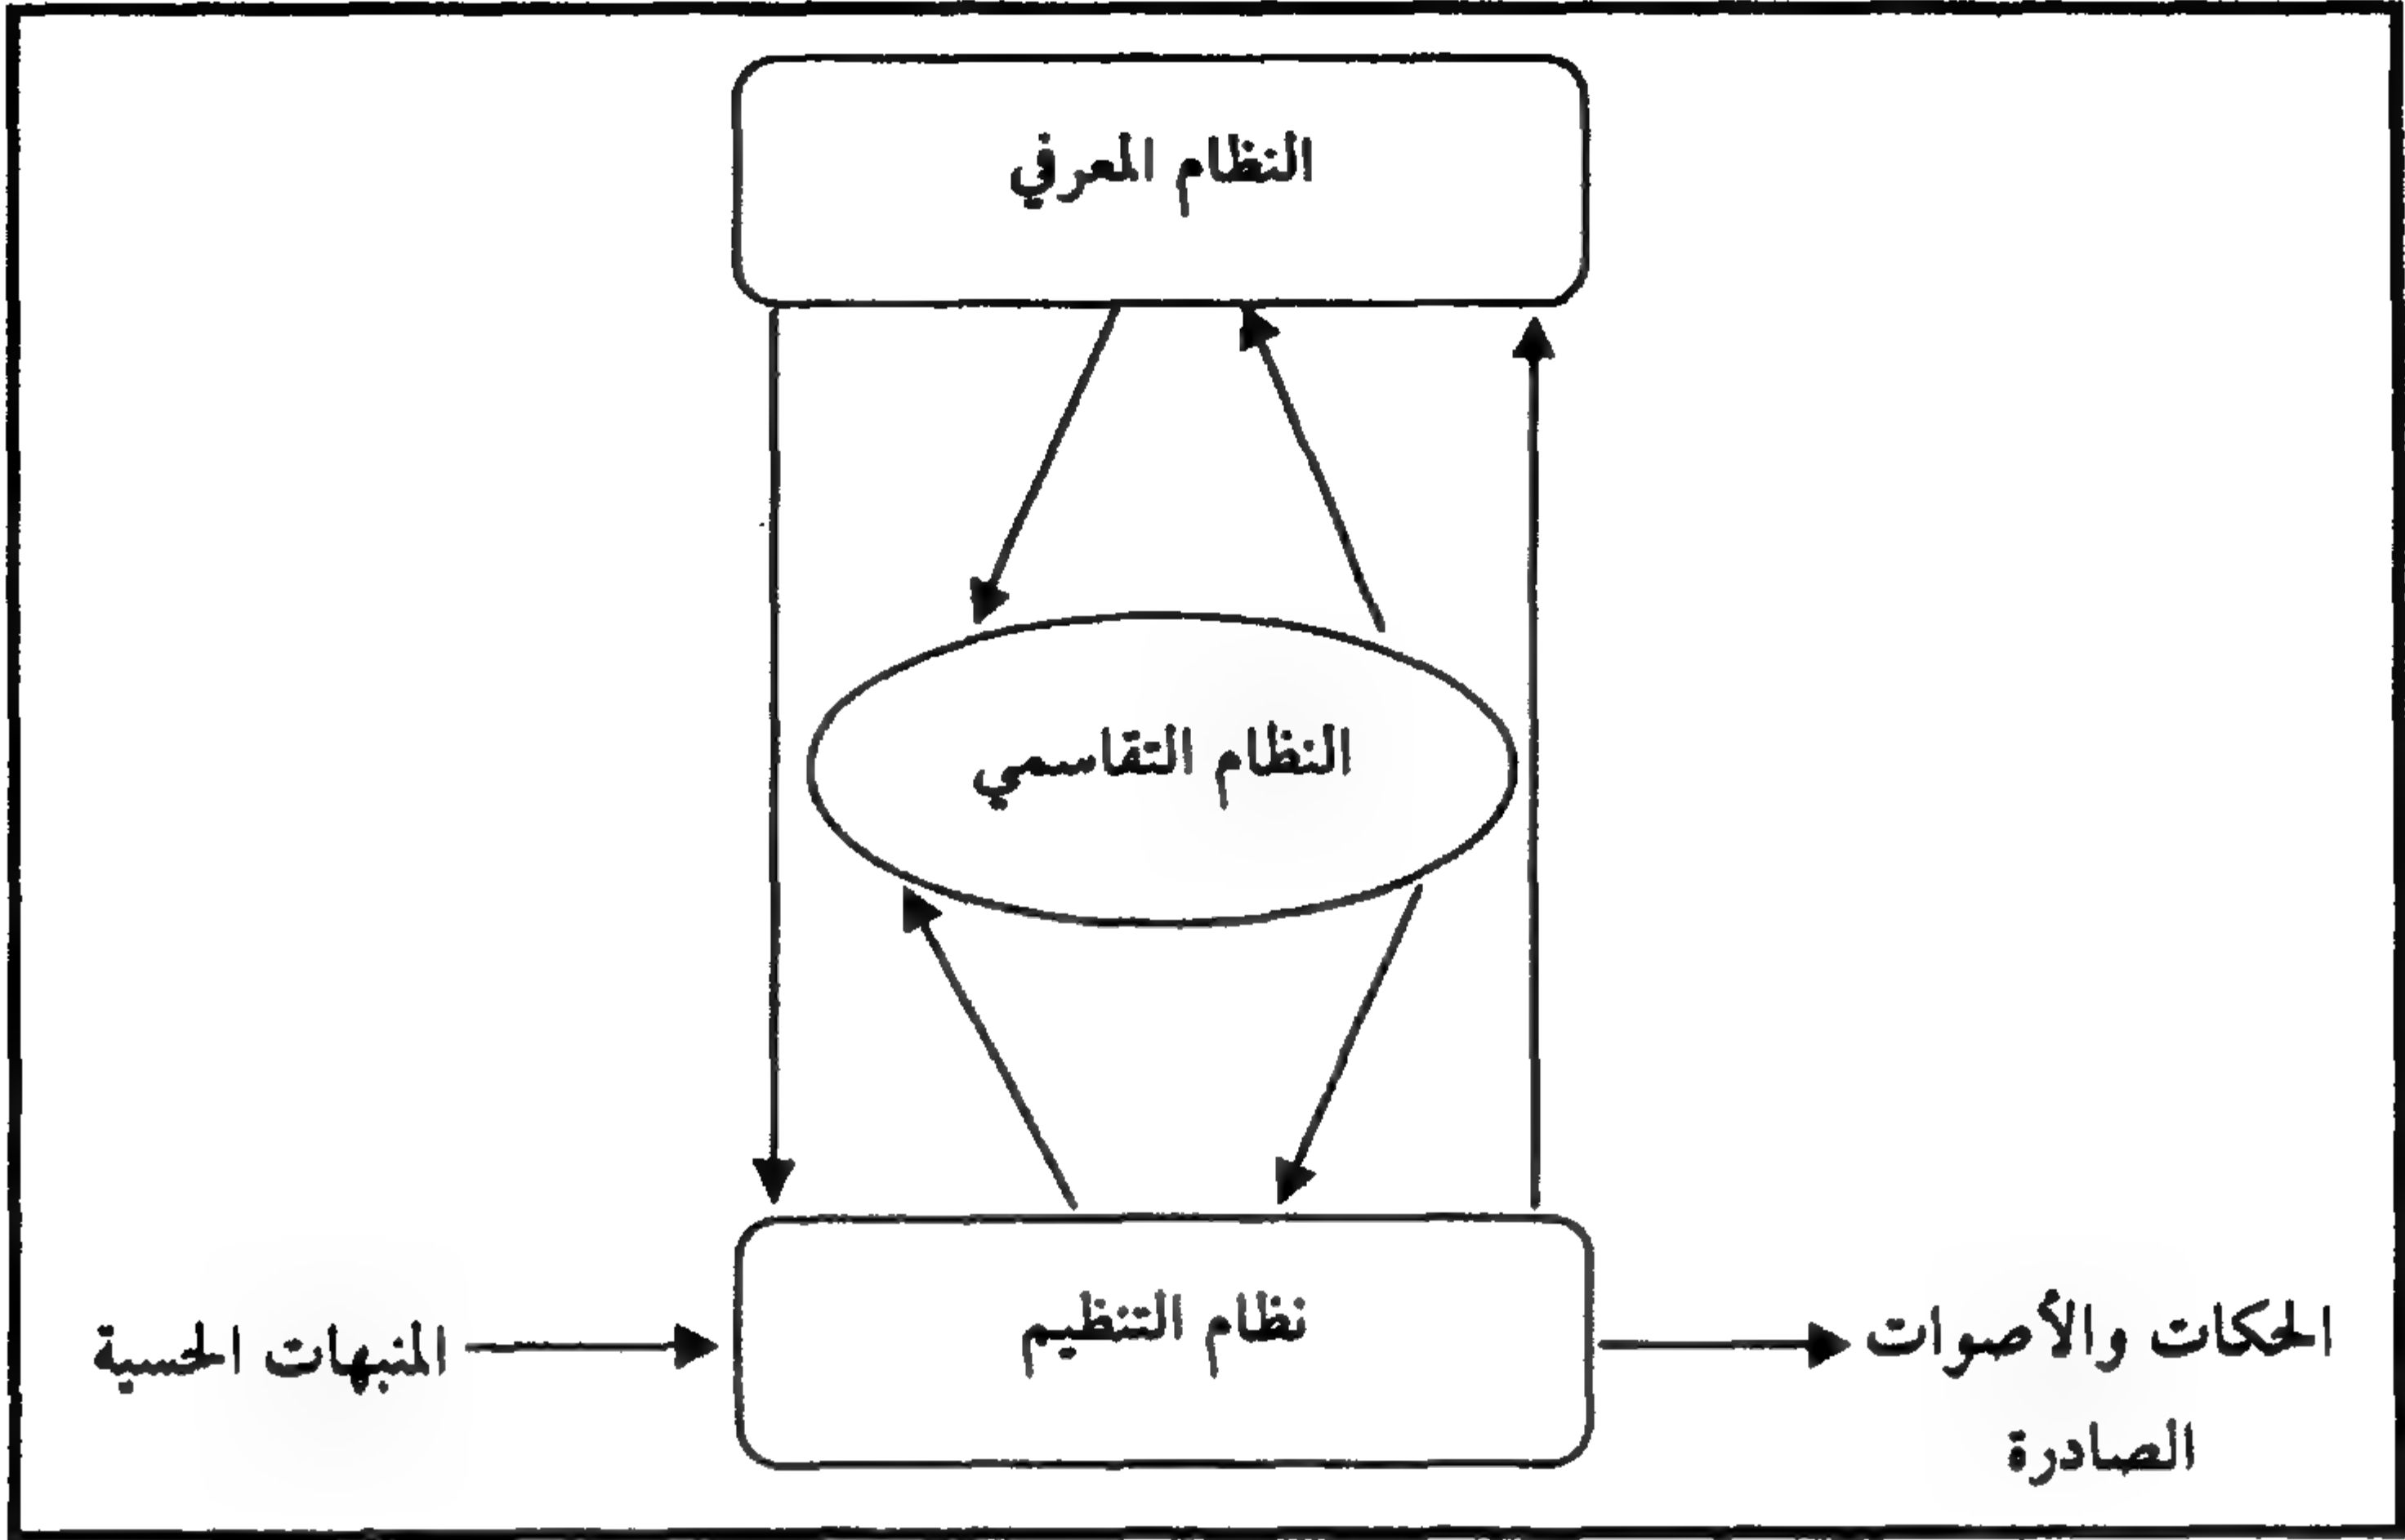 النظام المعرفي
النظام التقاسمي
نظام التنظيم
المنبهات الحسية
الحكات والأصوات
الصادرة